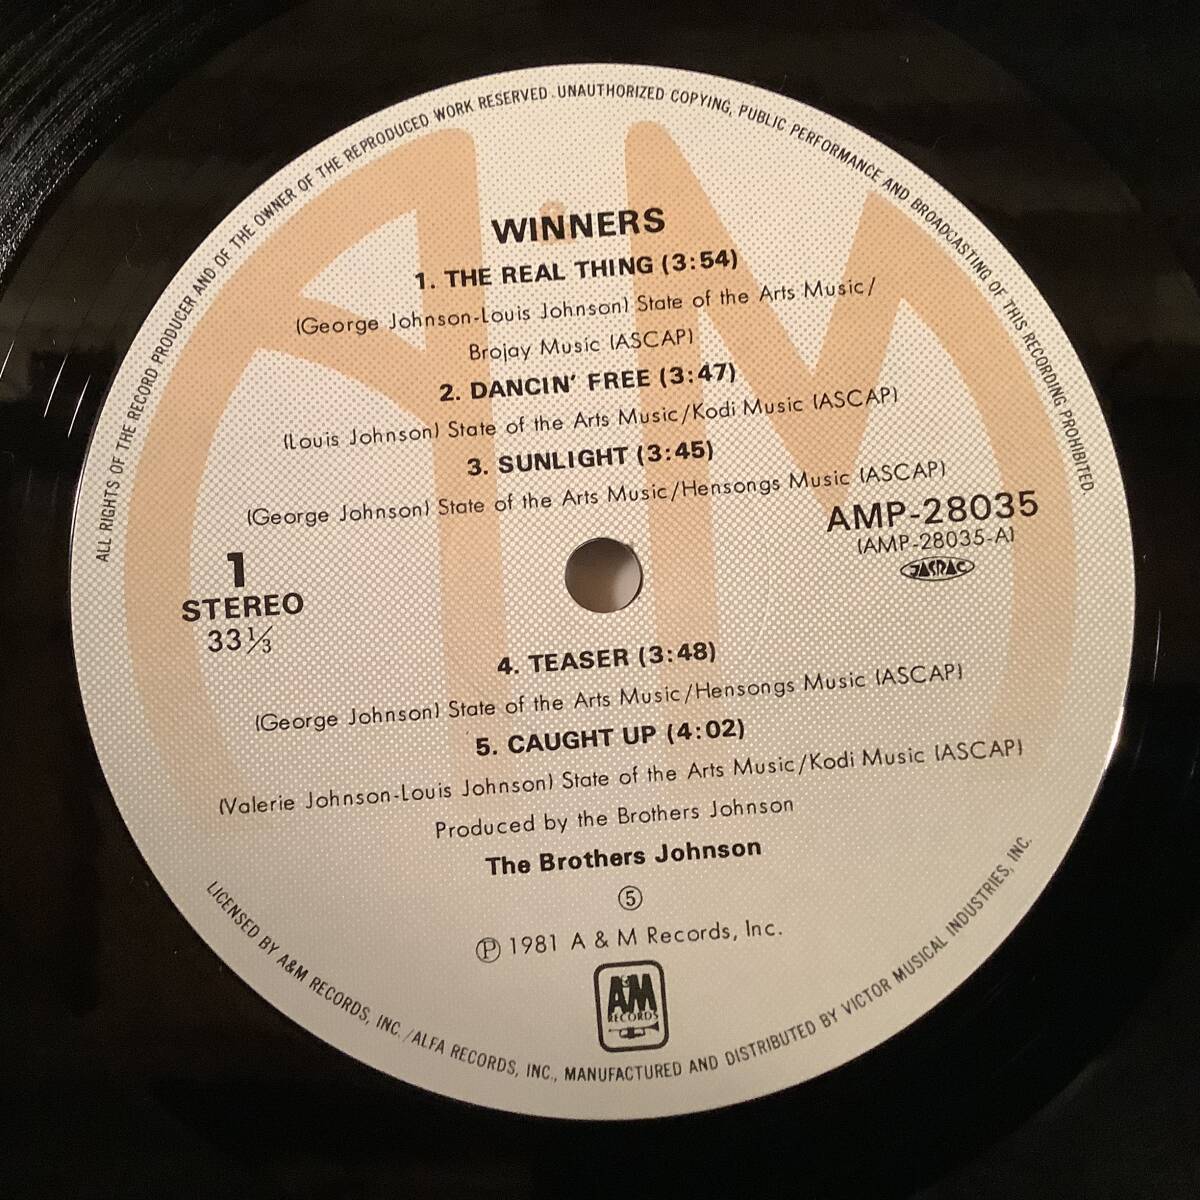 ALL RIGHTS OF THE RECORD PRODUCER AND OF THE OWNER OF THE REPRODUCED WORK RESERVED. UNAUTHORIZED COPYING, PUBLIC PERFORMANCE AND BROADCASTING OF THIS RECORDING PROHIBITED.
WINNERS
1. THE REAL THING (3:54)
(George Johnson-Louis Johnson) State of the Arts Music/
Brojay Music (ASCAP)
2. DANCIN' FREE (3:47)
(Louis Johnson) State of the Arts Music/Kodi Music (ASCAP)
3. SUNLIGHT (3:45)
(George Johnson) State of the Arts Music/Hensongs Music (ASCAP)
AMP-28035
(AMP-28035-A)
JASRAC
1
STEREO
33 1/3
4. TEASER (3:48)
(George Johnson) State of the Arts Music/Hensongs Music (ASCAP)
5. CAUGHT UP (4:02)
(Valerie Johnson-Louis Johnson) State of the Arts Music/Kodi Music (ASCAP)
Produced by the Brothers Johnson
The Brothers Johnson
⑤
Ⓟ 1981 A & M Records, Inc.
A&M
RECORDS
LICENSED BY A&M RECORDS, INC./ALFA RECORDS, INC., MANUFACTURED AND DISTRIBUTED BY VICTOR MUSICAL INDUSTRIES, INC.